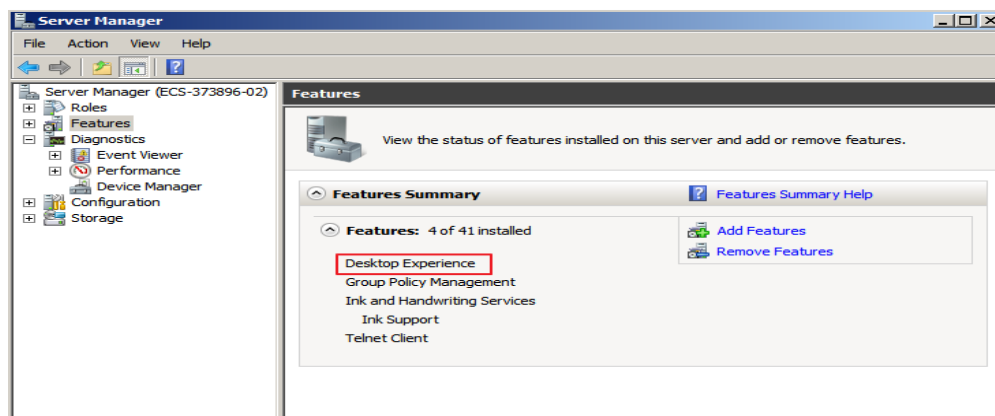 Server Manager
File Action View Help
Server Manager (ECS-373896-02)
Roles
Features
Diagnostics
Event Viewer
Performance
Device Manager
Configuration
Storage
Features
View the status of features installed on this server and add or remove features.
Features Summary
Features Summary Help
Features: 4 of 41 installed
Add Features
Remove Features
Desktop Experience
Group Policy Management
Ink and Handwriting Services
Ink Support
Telnet Client